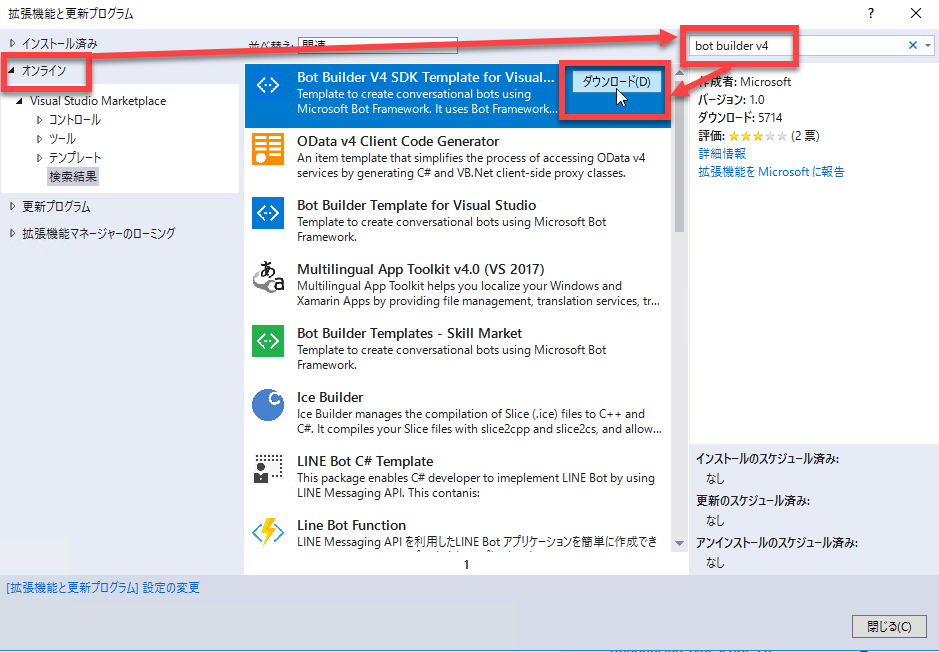 拡張機能と更新プログラム
?
インストール済み
並べ替え: 関連
bot builder v4
オンライン
Visual Studio Marketplace
コントロール
ツール
テンプレート
検索結果
更新プログラム
拡張機能マネージャーのローミング
Bot Builder V4 SDK Template for Visual...
Template to create conversational bots using
Microsoft Bot Framework. It uses Bot Framework...
ダウンロード(D)
OData v4 Client Code Generator
An item template that simplifies the process of accessing OData v4
services by generating C# and VB.Net client-side proxy classes.
Bot Builder Template for Visual Studio
Template to create conversational bots using Microsoft Bot
Framework.
Multilingual App Toolkit v4.0 (VS 2017)
Multilingual App Toolkit helps you localize your Windows and
Xamarin Apps by providing file management, translation services, tr...
Bot Builder Templates - Skill Market
Template to create conversational bots using Microsoft Bot
Framework.
Ice Builder
Ice Builder manages the compilation of Slice (.ice) files to C++ and
C#. It compiles your Slice files with slice2cpp and slice2cs, and allow...
LINE Bot C# Template
This package enables C# developer to imeplement LINE Bot by using
LINE Messaging API. This contanis:
Line Bot Function
LINE Messaging API を利用したLINE Bot アプリケーションを簡単に作成でき
1
作成者: Microsoft
バージョン: 1.0
ダウンロード: 5714
評価: (2 票)
詳細情報
拡張機能を Microsoft に報告
インストールのスケジュール済み:
なし
更新のスケジュール済み:
なし
アンインストールのスケジュール済み:
なし
[拡張機能と更新プログラム] 設定の変更
閉じる(C)